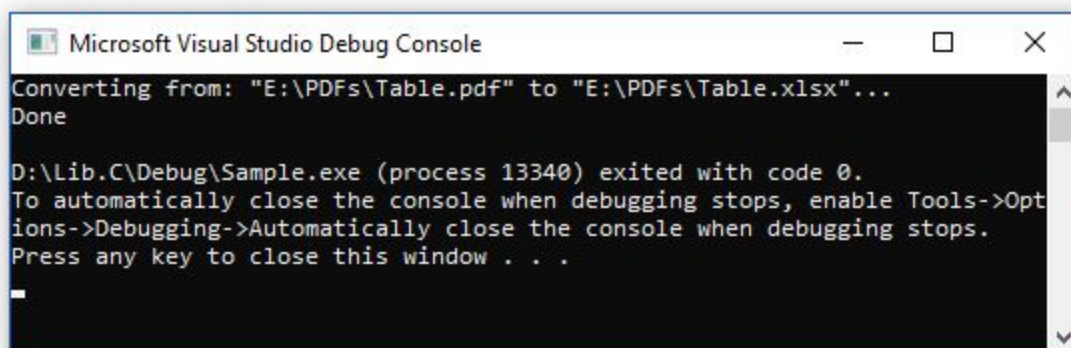 Microsoft Visual Studio Debug Console
Converting from: "E:\PDFs\Table.pdf" to "E:\PDFs\Table.xlsx"...
Done
D:\Lib.C\Debug\Sample.exe (process 13340) exited with code 0.
To automatically close the console when debugging stops, enable Tools->Opt
ions->Debugging->Automatically close the console when debugging stops.
Press any key to close this window . . .